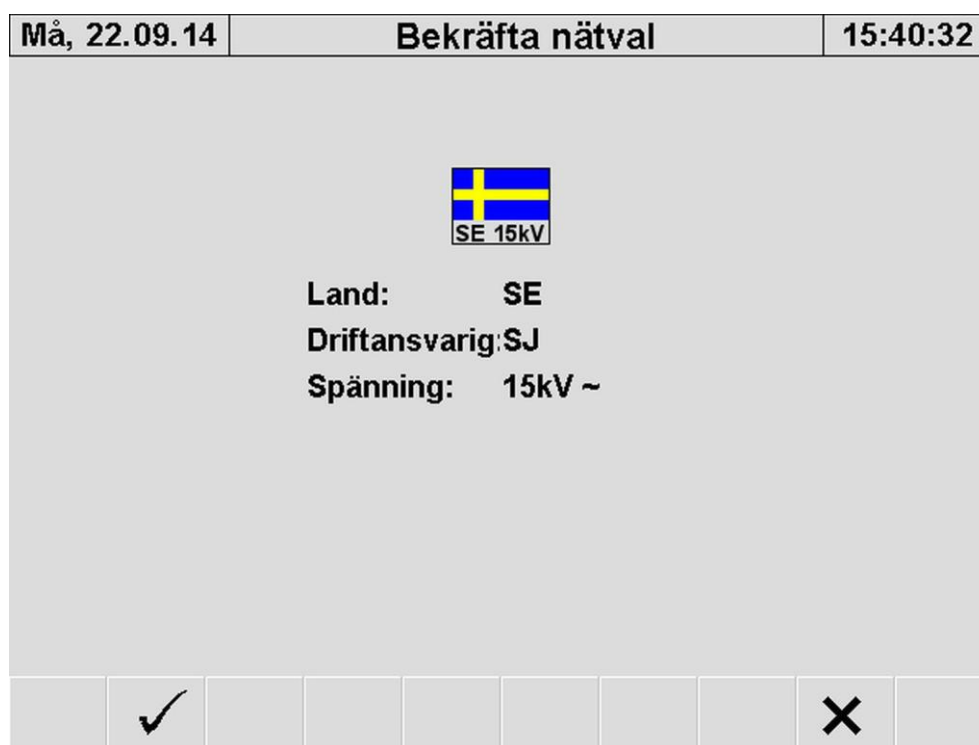 Må, 22.09.14 Bekräfta nätval 15:40:32
SE 15kV
Land: SE
Driftansvarig: SJ
Spänning: 15kV ~